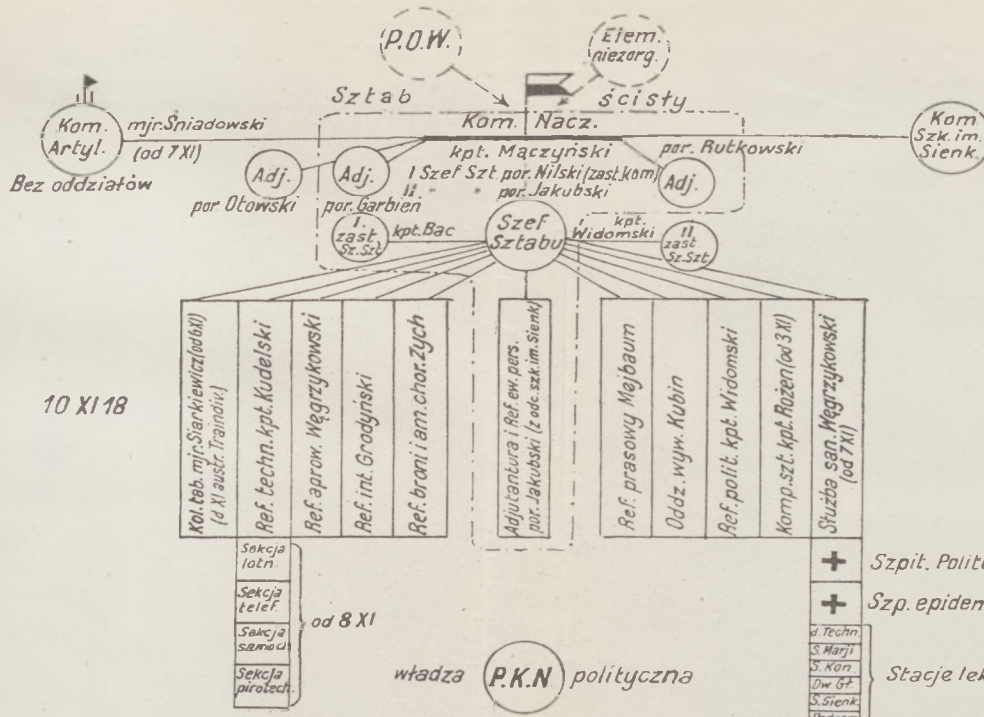 P.O.W.
Elem.
niezorg.
Sztab ścisły
Kom. Nacz.
Kom.
Artyl.
mjr. Śniadowski
(od 7 XI)
Bez oddziałów
kpt. Mączyński
por. Rutkowski
Kom
Szk. im.
Sienk.
Adj.
por Otowski
Adj.
por. Garbień
I Szef Szt. por. Nilski (zast. kom)
II " - " por. Jakubski
Adj.
I.
zast
Sz. Szt
kpt. Bac
Szef
Sztabu
kpt.
Widomski
II
zast
Sz. Szt
10 XI 18
Kol. tab. mjr. Siarkiewicz (od 6 XI)
(d XI austr. Traindiv.)
Ref. techn. kpt. Kudelski
Ref. aprow. Węgrzykowski
Ref. int. Grodyński
Ref. broni i am. chor. Zych
Adjutantura i Ref. ew. pers.
por. Jakubski (z odc. szk. im. Sienk)
Ref. prasowy Mejbaum
Oddz. wyw. Kubin
Ref. polit. kpt. Widomski
Komp. szt. kpt. Rożen (od 3 XI)
Służba san. Węgrzykowski
(od 7 XI)
Sekcja
lotn.
Sekcja
telef.
Sekcja
samoch
Sekcja
pirotech.
od 8 XI
władza P.K.N. polityczna
Szpit. Polit
Szp. epidem
d. Techn.
S. Marji
S. Kon.
Dw. Gł.
S. Sienk.
Stacje lek